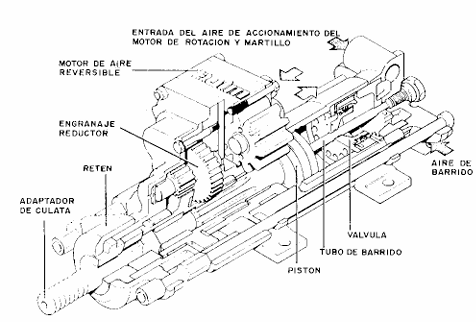 ENTRADA DEL AIRE DE ACCIONAMIENTO DEL
MOTOR DE ROTACION Y MARTILLO
MOTOR DE AIRE
REVERSIBLE
ENGRANAJE
REDUCTOR
RETEN
ADAPTADOR
DE CULATA
AIRE DE
BARRIDO
VALVULA
TUBO DE BARRIDO
PISTON